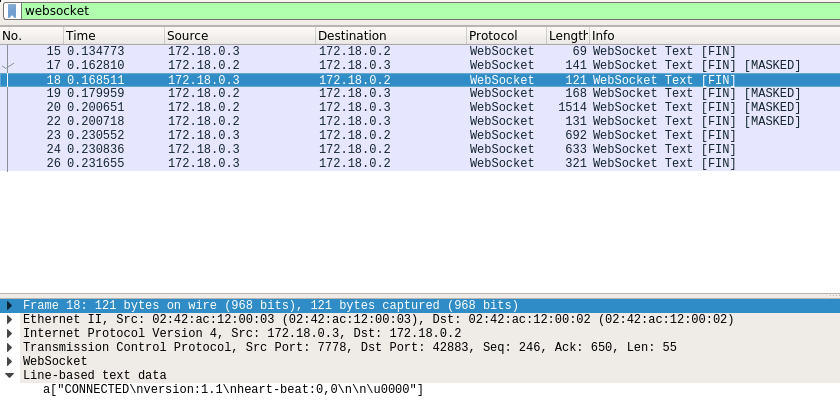 websocket
No. Time Source Destination Protocol Length Info
15 0.134773 172.18.0.3 172.18.0.2 WebSocket 69 WebSocket Text [FIN]
17 0.162810 172.18.0.2 172.18.0.3 WebSocket 141 WebSocket Text [FIN] [MASKED]
18 0.168511 172.18.0.3 172.18.0.2 WebSocket 121 WebSocket Text [FIN]
19 0.179959 172.18.0.2 172.18.0.3 WebSocket 168 WebSocket Text [FIN] [MASKED]
20 0.200651 172.18.0.2 172.18.0.3 WebSocket 1514 WebSocket Text [FIN] [MASKED]
22 0.200718 172.18.0.2 172.18.0.3 WebSocket 131 WebSocket Text [FIN] [MASKED]
23 0.230552 172.18.0.3 172.18.0.2 WebSocket 692 WebSocket Text [FIN]
24 0.230836 172.18.0.3 172.18.0.2 WebSocket 633 WebSocket Text [FIN]
26 0.231655 172.18.0.3 172.18.0.2 WebSocket 321 WebSocket Text [FIN]
Frame 18: 121 bytes on wire (968 bits), 121 bytes captured (968 bits)
Ethernet II, Src: 02:42:ac:12:00:03 (02:42:ac:12:00:03), Dst: 02:42:ac:12:00:02 (02:42:ac:12:00:02)
Internet Protocol Version 4, Src: 172.18.0.3, Dst: 172.18.0.2
Transmission Control Protocol, Src Port: 7778, Dst Port: 42883, Seq: 246, Ack: 650, Len: 55
WebSocket
Line-based text data
a["CONNECTED\nversion:1.1\nheart-beat:0,0\n\n\u0000"]